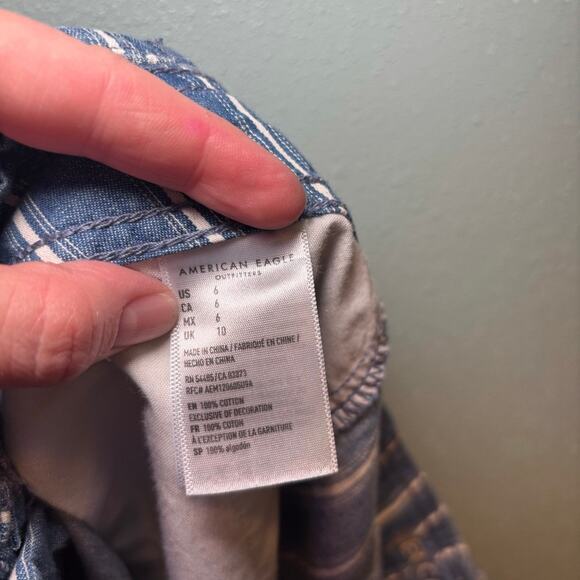 AMERICAN EAGLE
OUTFITTERS
US 6
CA 6
MX 6
UK 10
MADE IN CHINA / FABRIQUÉ EN CHINE /
HECHO EN CHINA
RN 54485/CA 03873
RFC# AEM1206805U9A
EN 100% COTTON
EXCLUSIVE OF DECORATION
FR 100% COTON
À L'EXCEPTION DE LA GARNITURE
SP 100% algodón